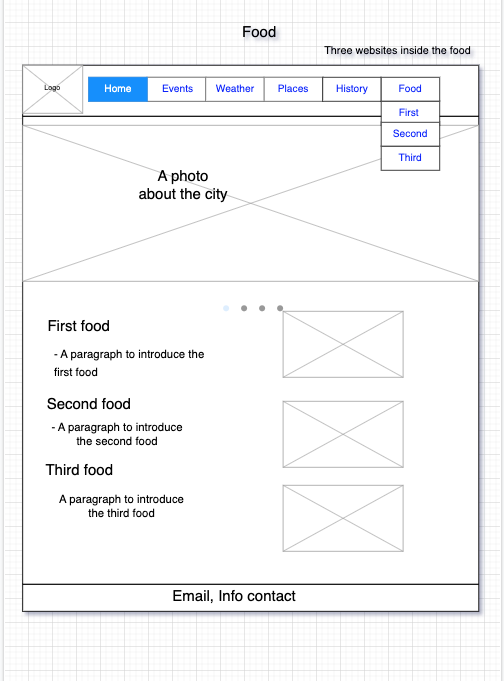 Food
Three websites inside the food
Logo
Home
Events
Weather
Places
History
Food
First
Second
Third
A photo
about the city
First food
- A paragraph to introduce the
first food
Second food
- A paragraph to introduce
the second food
Third food
A paragraph to introduce
the third food
Email, Info contact